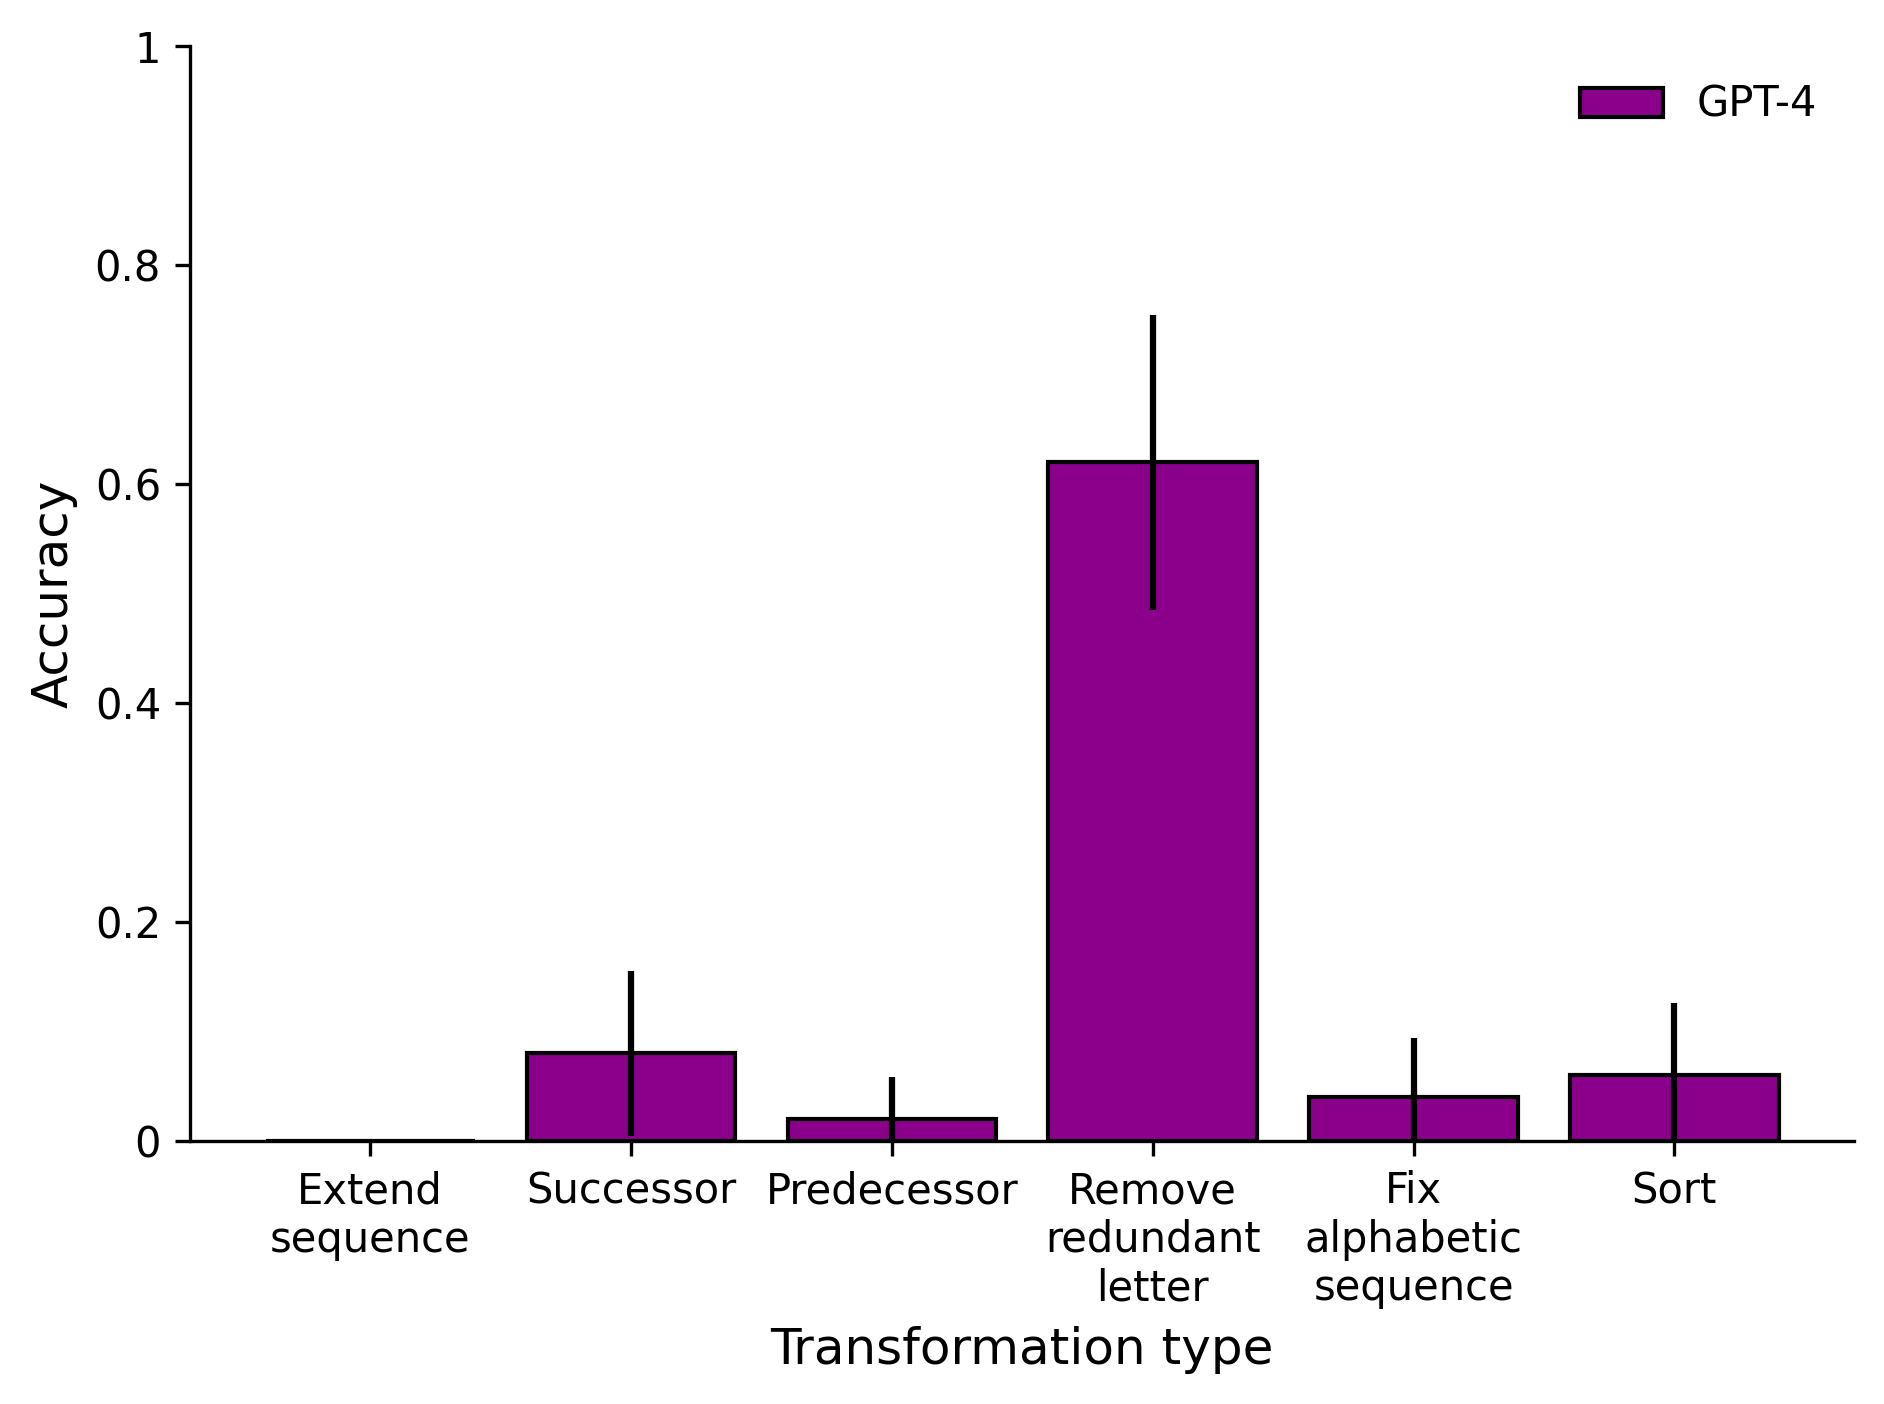 1
GPT-4
0.8
0.6
0.4
0.2
0
Accuracy
Extend
sequence
Successor
Predecessor
Remove
redundant
letter
Fix
alphabetic
sequence
Sort
Transformation type